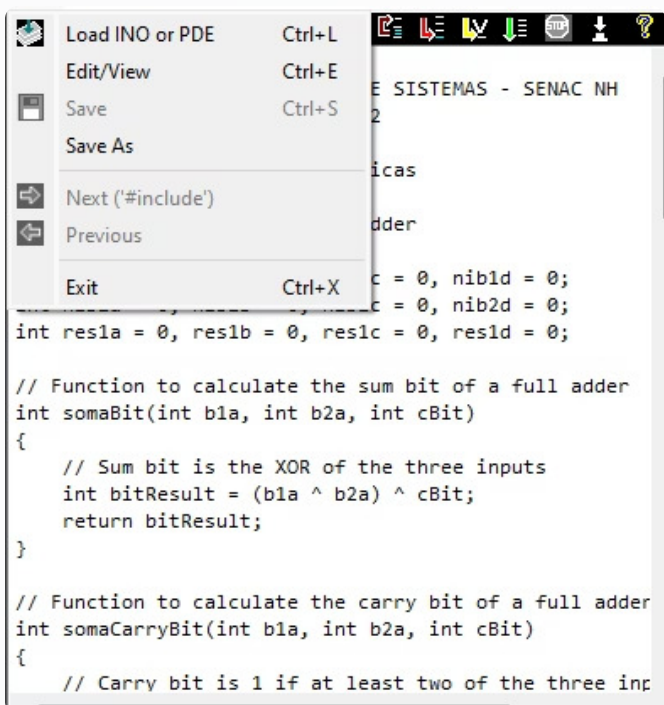 Load INO or PDE Ctrl+L
Edit/View Ctrl+E
Save Ctrl+S
Save As
Next ('#include')
Previous
Exit Ctrl+X
STOP
?
E SISTEMAS - SENAC NH
2
icas
dder
c = 0, nib1d = 0;
c = 0, nib2d = 0;
int res1a = 0, res1b = 0, res1c = 0, res1d = 0;
// Function to calculate the sum bit of a full adder
int somaBit(int b1a, int b2a, int cBit)
{
// Sum bit is the XOR of the three inputs
int bitResult = (b1a ^ b2a) ^ cBit;
return bitResult;
}
// Function to calculate the carry bit of a full adder
int somaCarryBit(int b1a, int b2a, int cBit)
{
// Carry bit is 1 if at least two of the three inp